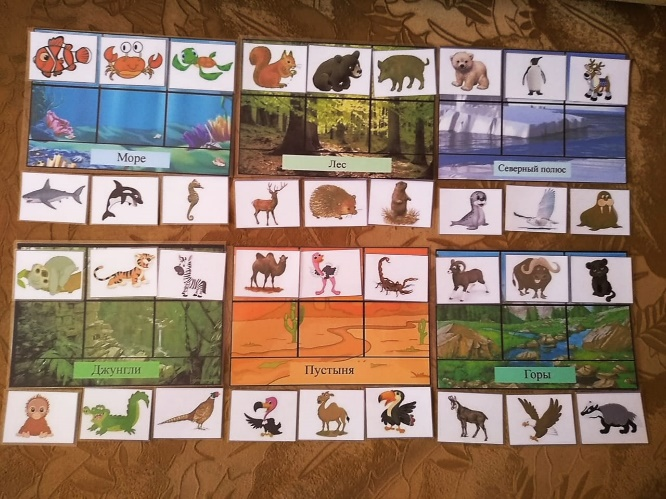 Море
Лес
Северный полюс
Джунгли
Пустыня
Горы